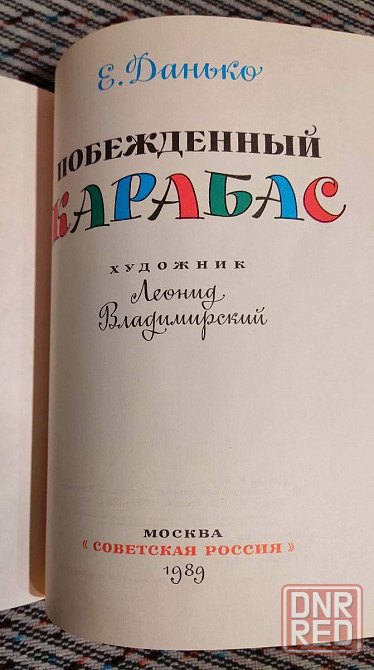 Е. Данько
ПОБЕЖДЕННЫЙ
КАРАБАС
ХУДОЖНИК
Леонид
Владимирский
МОСКВА
"СОВЕТСКАЯ РОССИЯ"
1989
DNR
RED